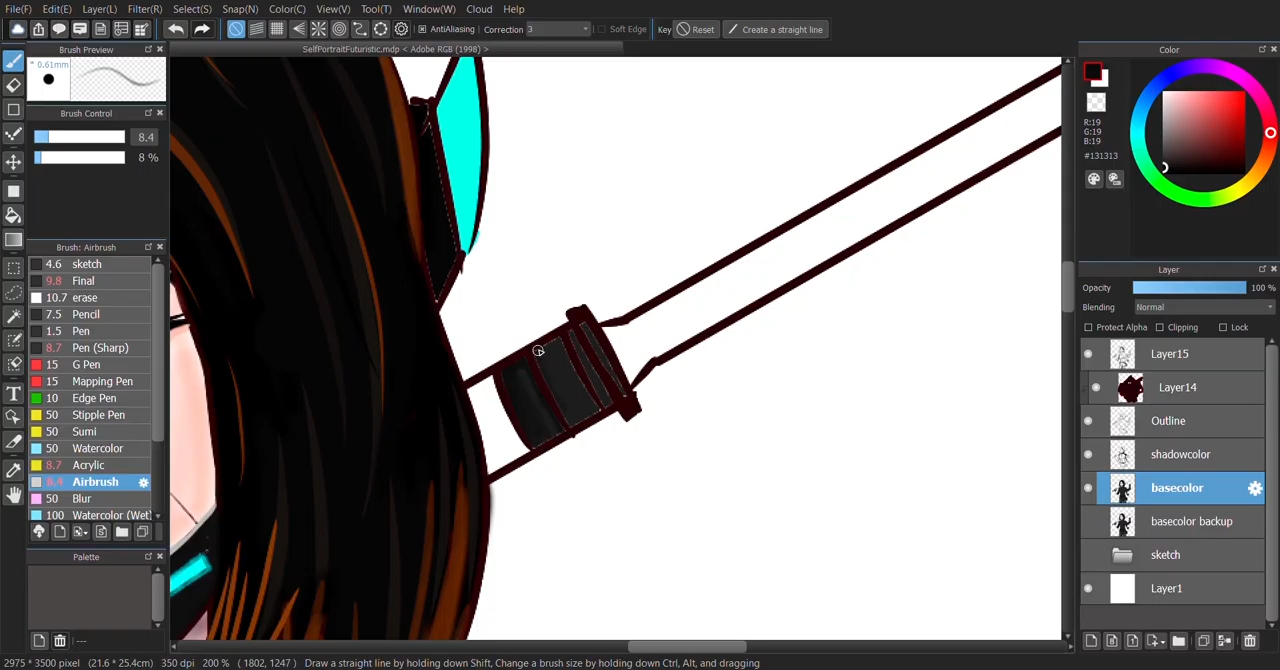 File(F) Edit(E) Layer(L) Filter(R) Select(S) Snap(N) Color(C) View(V) Tool(T) Window(W) Cloud Help
AntiAliasing Correction 3 Soft Edge Key Reset Create a straight line
Brush Preview
SelfPortraitFuturistic.mdp < Adobe RGB (1998) >
Color
* 0.61mm
R:19
G:19
B:19
#131313
Brush Control
8.4
8 %
Brush: Airbrush
4.6 sketch
9.8 Final
10.7 erase
7.5 Pencil
1.5 Pen
8.7 Pen (Sharp)
15 G Pen
15 Mapping Pen
10 Edge Pen
50 Stipple Pen
50 Sumi
50 Watercolor
8.7 Acrylic
8.4 Airbrush
50 Blur
100 Watercolor (Wet)
Palette
---
Layer
Opacity 100 %
Blending Normal
Protect Alpha Clipping Lock
Layer15
Layer14
Outline
shadowcolor
basecolor
basecolor backup
sketch
Layer1
2975 * 3500 pixel (21.6 * 25.4cm) 350 dpi 200 % ( 1802, 1247 ) Draw a straight line by holding down Shift, Change a brush size by holding down Ctrl, Alt, and dragging